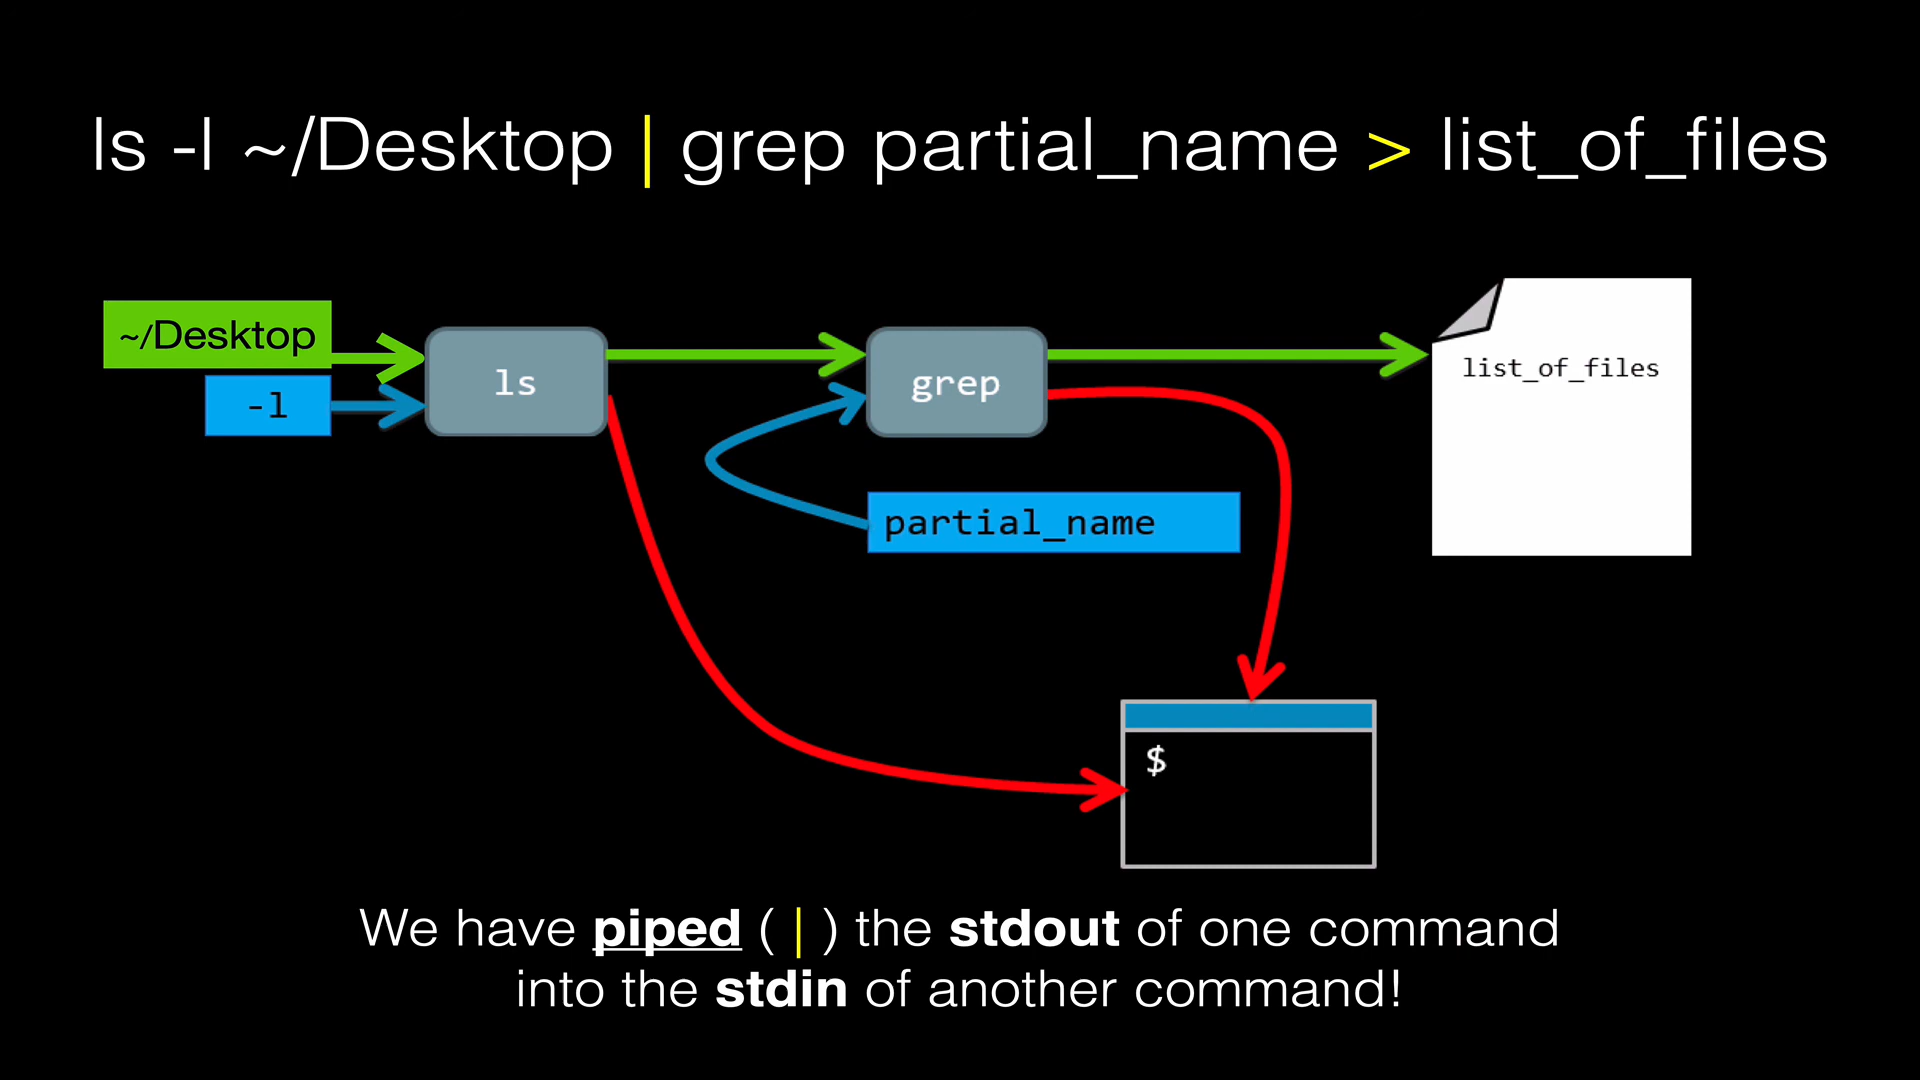 ls -l ~/Desktop | grep partial_name > list_of_files
~/Desktop
-l
ls
grep
partial_name
list_of_files
$
We have piped ( | ) the stdout of one command
into the stdin of another command!